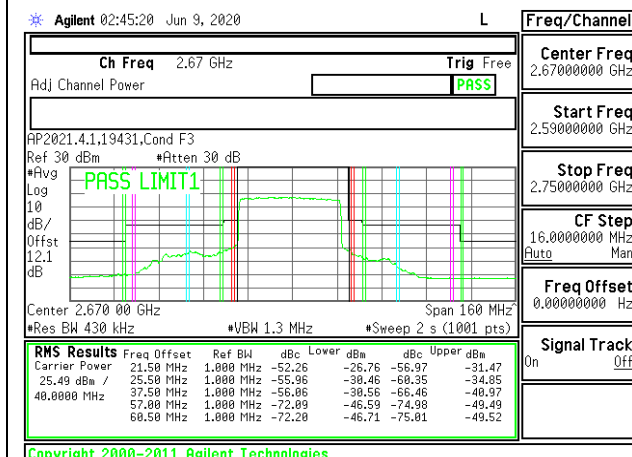 Agilent 02:45:20 Jun 9, 2020 L Freq/Channel
Ch Freq 2.67 GHz Trig Free
Adj Channel Power PASS
Center Freq
2.67000000 GHz
Start Freq
2.59000000 GHz
Stop Freq
2.75000000 GHz
CF Step
16.0000000 MHz
Auto Man
Freq Offset
0.00000000 Hz
Signal Track
On Off
AP2021.4.1,19431,Cond F3
Ref 30 dBm #Atten 30 dB
#Avg
Log
10
dB/
Offst
12.1
dB
PASS LIMIT1
Center 2.670 00 GHz Span 160 MHz^
#Res BW 430 kHz #VBW 1.3 MHz #Sweep 2 s (1001 pts)
RMS Results Freq Offset Ref BW dBc Lower dBm dBc Upper dBm
Carrier Power 21.50 MHz 1.000 MHz -52.26 -26.76 -56.97 -31.47
25.49 dBm / 25.50 MHz 1.000 MHz -55.96 -30.46 -60.35 -34.85
40.0000 MHz 37.50 MHz 1.000 MHz -56.06 -30.56 -66.46 -40.97
57.00 MHz 1.000 MHz -72.09 -46.59 -74.98 -49.49
60.50 MHz 1.000 MHz -72.20 -46.71 -75.01 -49.52
Copyright 2000-2011 Agilent Technologies